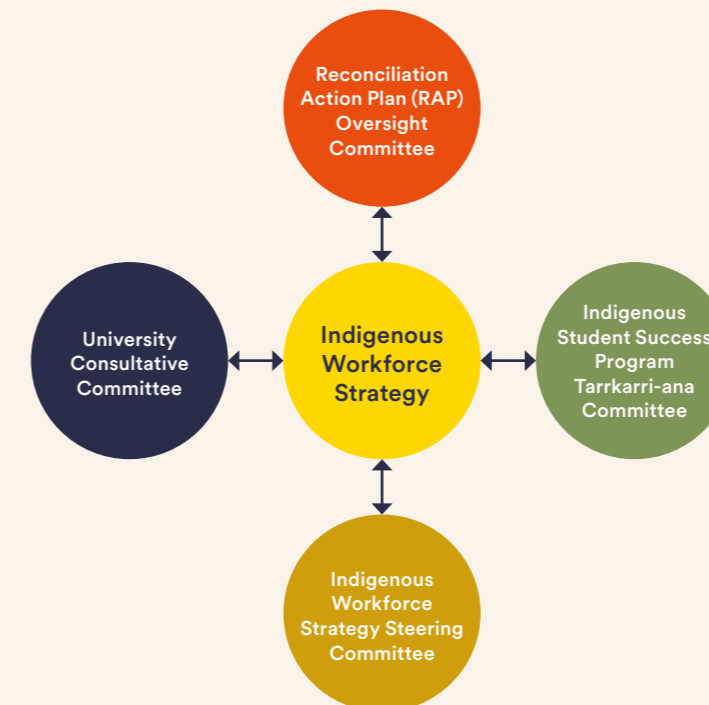 Reconciliation
Action Plan (RAP)
Oversight
Committee
University
Consultative
Committee
Indigenous
Workforce
Strategy
Indigenous
Student Success
Program
Tarrkarri-ana
Committee
Indigenous
Workforce
Strategy Steering
Committee